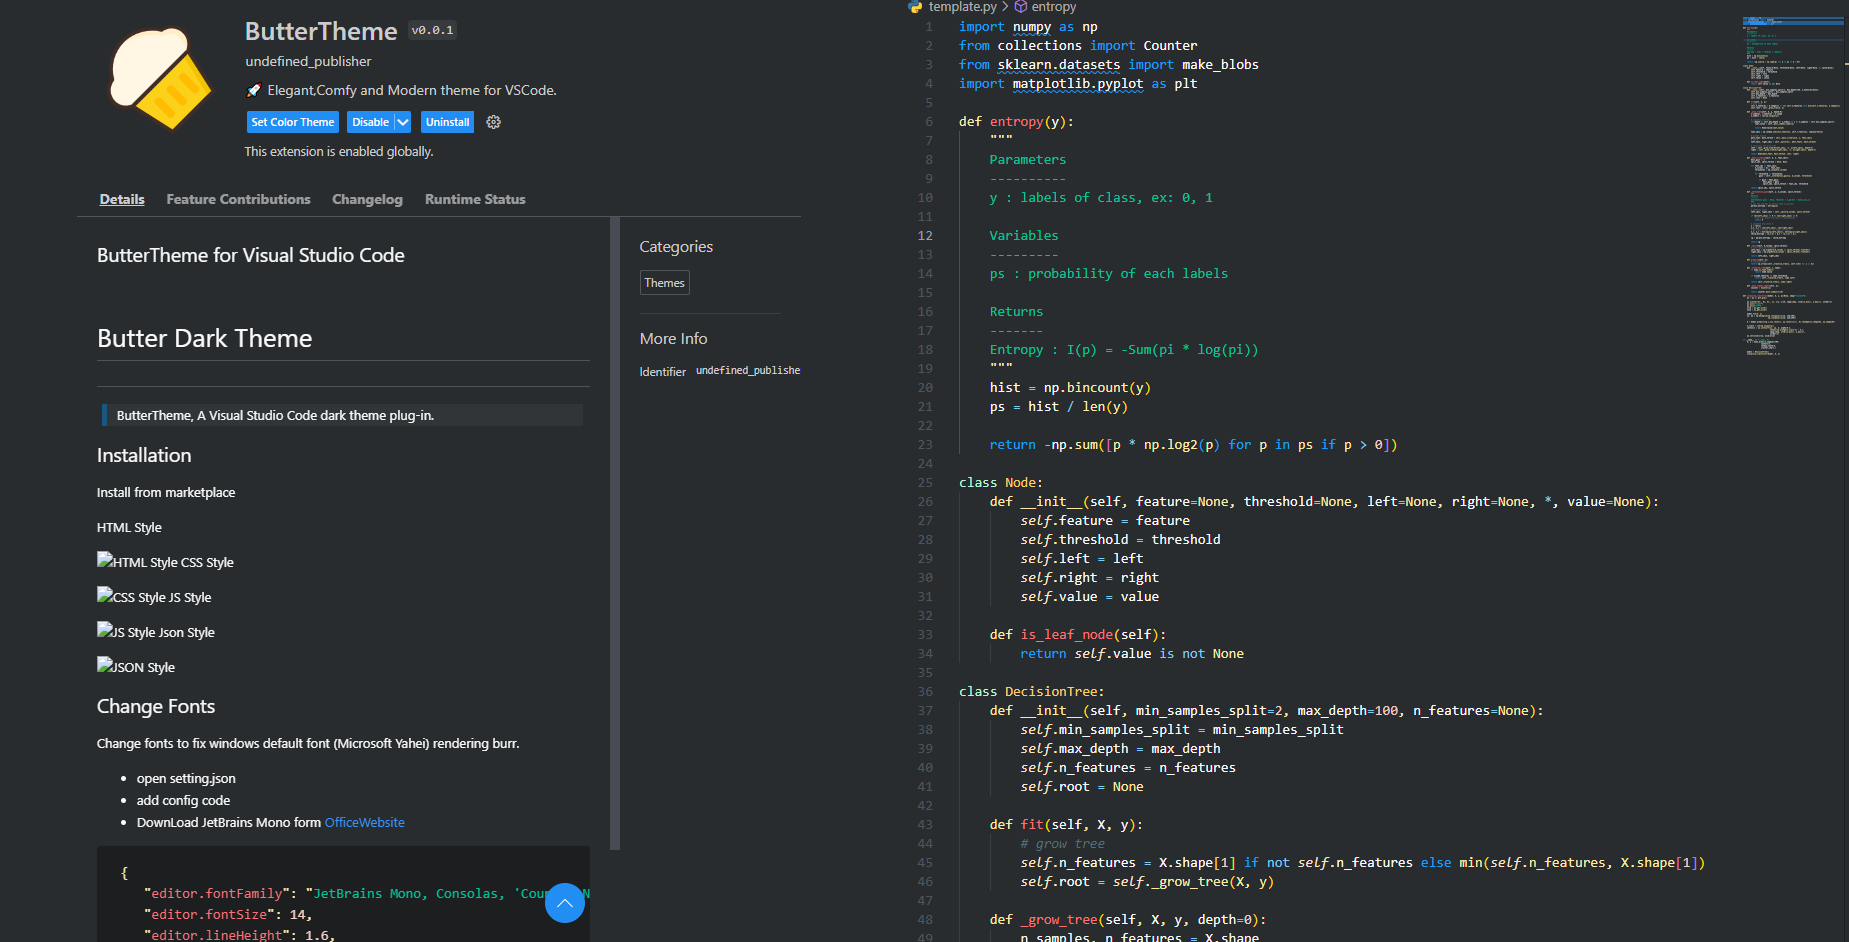 ButterTheme v0.0.1
undefined_publisher
🚀 Elegant,Comfy and Modern theme for VSCode.
Set Color Theme Disable Uninstall
This extension is enabled globally.
Details Feature Contributions Changelog Runtime Status
ButterTheme for Visual Studio Code
Butter Dark Theme
ButterTheme, A Visual Studio Code dark theme plug-in.
Installation
Install from marketplace
HTML Style
HTML Style CSS Style
CSS Style JS Style
JS Style Json Style
JSON Style
Change Fonts
Change fonts to fix windows default font (Microsoft Yahei) rendering burr.
• open setting.json
• add config code
• DownLoad JetBrains Mono form OfficeWebsite
{
"editor.fontFamily": "JetBrains Mono, Consolas, 'Cou N
"editor.fontSize": 14,
"editor.lineHeight": 1.6,
Categories
Themes
More Info
Identifier undefined_publishe
template.py > entropy
1 import numpy as np
2 from collections import Counter
3 from sklearn.datasets import make_blobs
4 import matplotlib.pyplot as plt
5
6 def entropy(y):
7 """
8 Parameters
9 ----------
10 y : labels of class, ex: 0, 1
11
12 Variables
13 ---------
14 ps : probability of each labels
15
16 Returns
17 -------
18 Entropy : I(p) = -Sum(pi * log(pi))
19 """
20 hist = np.bincount(y)
21 ps = hist / len(y)
22
23 return -np.sum([p * np.log2(p) for p in ps if p > 0])
24
25 class Node:
26 def __init__(self, feature=None, threshold=None, left=None, right=None, *, value=None):
27 self.feature = feature
28 self.threshold = threshold
29 self.left = left
30 self.right = right
31 self.value = value
32
33 def is_leaf_node(self):
34 return self.value is not None
35
36 class DecisionTree:
37 def __init__(self, min_samples_split=2, max_depth=100, n_features=None):
38 self.min_samples_split = min_samples_split
39 self.max_depth = max_depth
40 self.n_features = n_features
41 self.root = None
42
43 def fit(self, X, y):
44 # grow tree
45 self.n_features = X.shape[1] if not self.n_features else min(self.n_features, X.shape[1])
46 self.root = self._grow_tree(X, y)
47
48 def _grow_tree(self, X, y, depth=0):
49 n_samples, n_features = X.shape